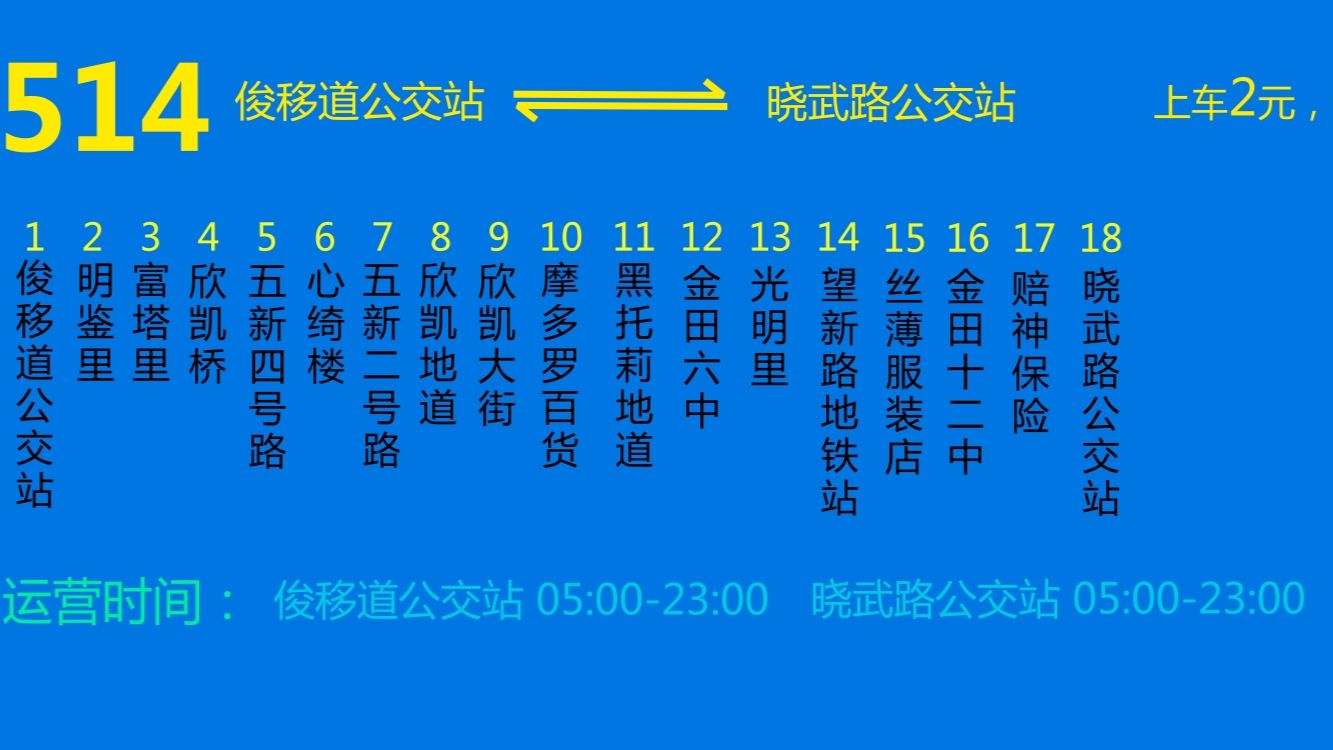 514 俊移道公交站 晓武路公交站 上车2元，
1 2 3 4 5 6 7 8 9 10 11 12 13 14 15 16 17 18
俊移道公交站
明鉴里
富塔里
欣凯桥
五新四号路
心绮楼
五新二号路
欣凯地道
欣凯大街
摩多罗百货
黑托莉地道
金田六中
光明里
望新路地铁站
丝薄服装店
金田十二中
赔神保险
晓武路公交站
运营时间： 俊移道公交站 05:00-23:00 晓武路公交站 05:00-23:00